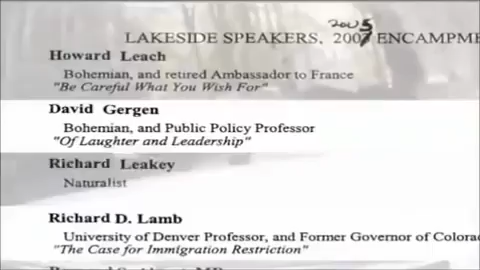 2005
LAKESIDE SPEAKERS, 2005 ENCAMPME
Howard Leach
Bohemian, and retired Ambassador to France
"Be Careful What You Wish For"
David Gergen
Bohemian, and Public Policy Professor
"Of Laughter and Leadership"
Richard Leakey
Naturalist
Richard D. Lamb
University of Denver Professor, and Former Governor of Colorad
"The Case for Immigration Restriction"